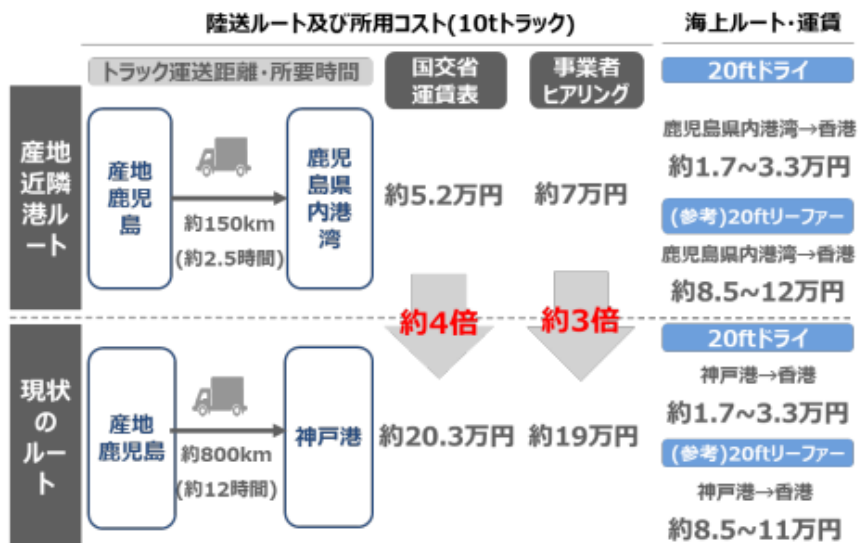 陸送ルート及び所用コスト(10tトラック)
海上ルート・運賃
トラック運送距離・所要時間
国交省
運賃表
事業者
ヒアリング
20ftドライ
産地
近隣
港ル
ート
産地
鹿児
島
約150km
(約2.5時間)
鹿児
島県
内港
湾
約5.2万円
約7万円
鹿児島県内港湾→香港
約1.7~3.3万円
(参考)20ftリーファー
鹿児島県内港湾→香港
約8.5~12万円
約4倍
約3倍
現状
の
ルー
ト
産地
鹿児島
約800km
(約12時間)
神戸港
約20.3万円
約19万円
20ftドライ
神戸港→香港
約1.7~3.3万円
(参考)20ftリーファー
神戸港→香港
約8.5~11万円